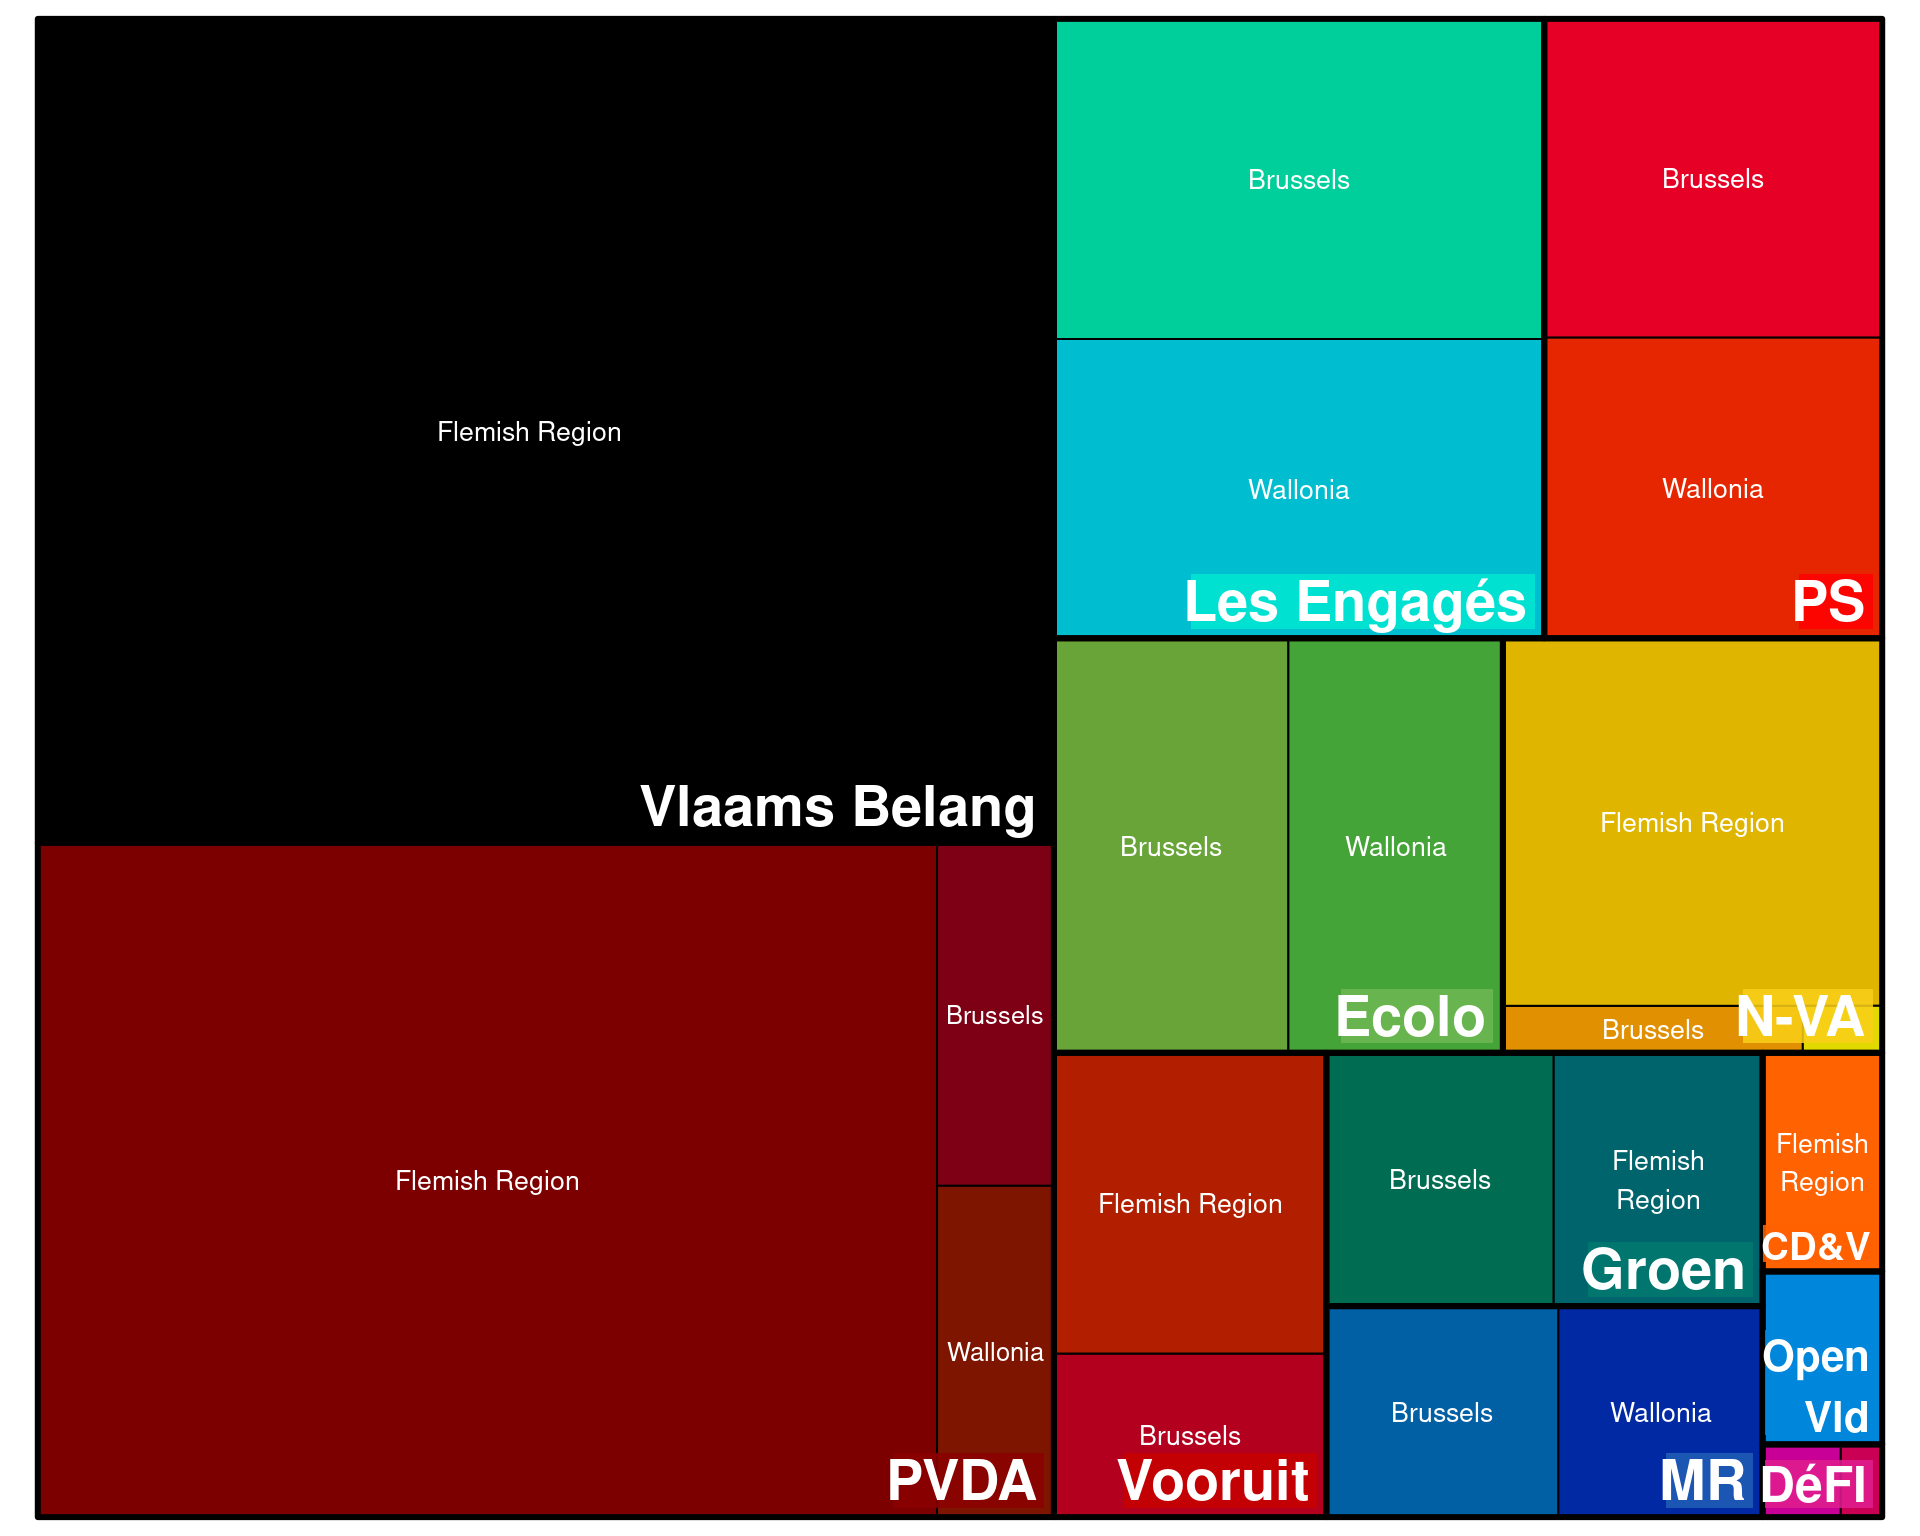 Flemish Region
Vlaams Belang
Flemish Region
Brussels
Wallonia
PVDA
Brussels
Wallonia
Les Engagés
Brussels
Wallonia
PS
Brussels
Wallonia
Ecolo
Flemish Region
Brussels
N-VA
Flemish Region
Brussels
Vooruit
Brussels
Flemish
Region
Groen
Brussels
Wallonia
MR
Flemish
Region
CD&V
Open
Vld
DéFI